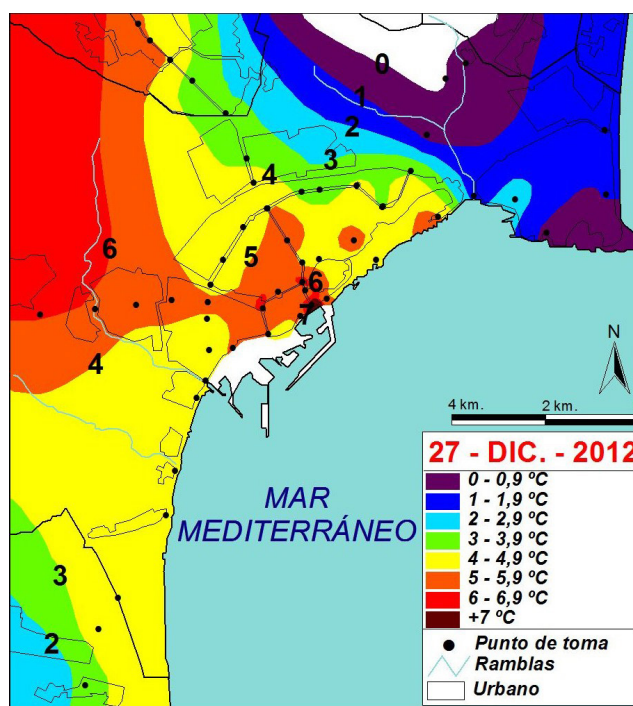 0
1
2
3
4
6
5
6
7
4
N
4 km. 2 km.
27 - DIC. - 2012
0 - 0,9 ºC
1 - 1,9 ºC
2 - 2,9 ºC
3 - 3,9 ºC
4 - 4,9 ºC
5 - 5,9 ºC
6 - 6,9 ºC
+7 ºC
Punto de toma
Ramblas
Urbano
MAR
MEDITERRÁNEO
3
2